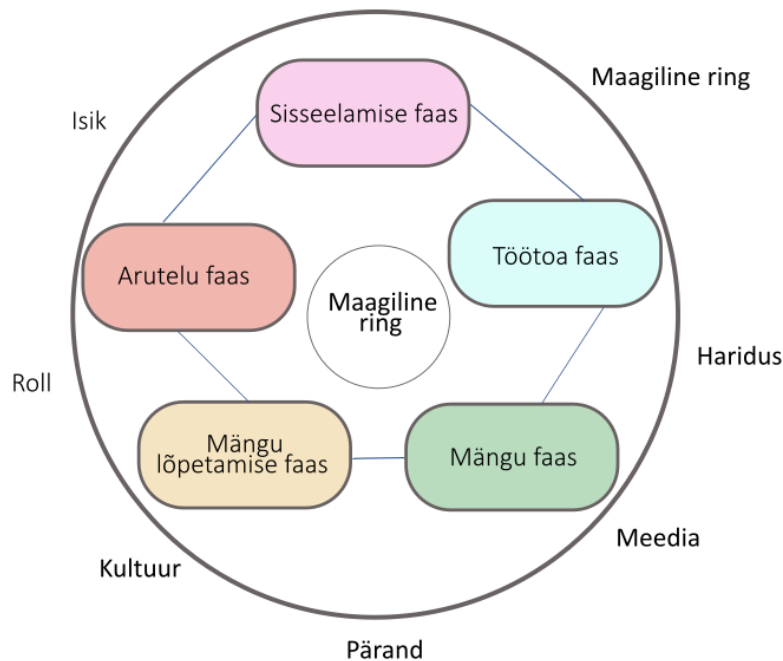 Maagiline ring
Isik
Sisseelamise faas
Töötoa faas
Arutelu faas
Maagiline
ring
Haridus
Roll
Mängu
lõpetamise faas
Mängu faas
Meedia
Kultuur
Pärand